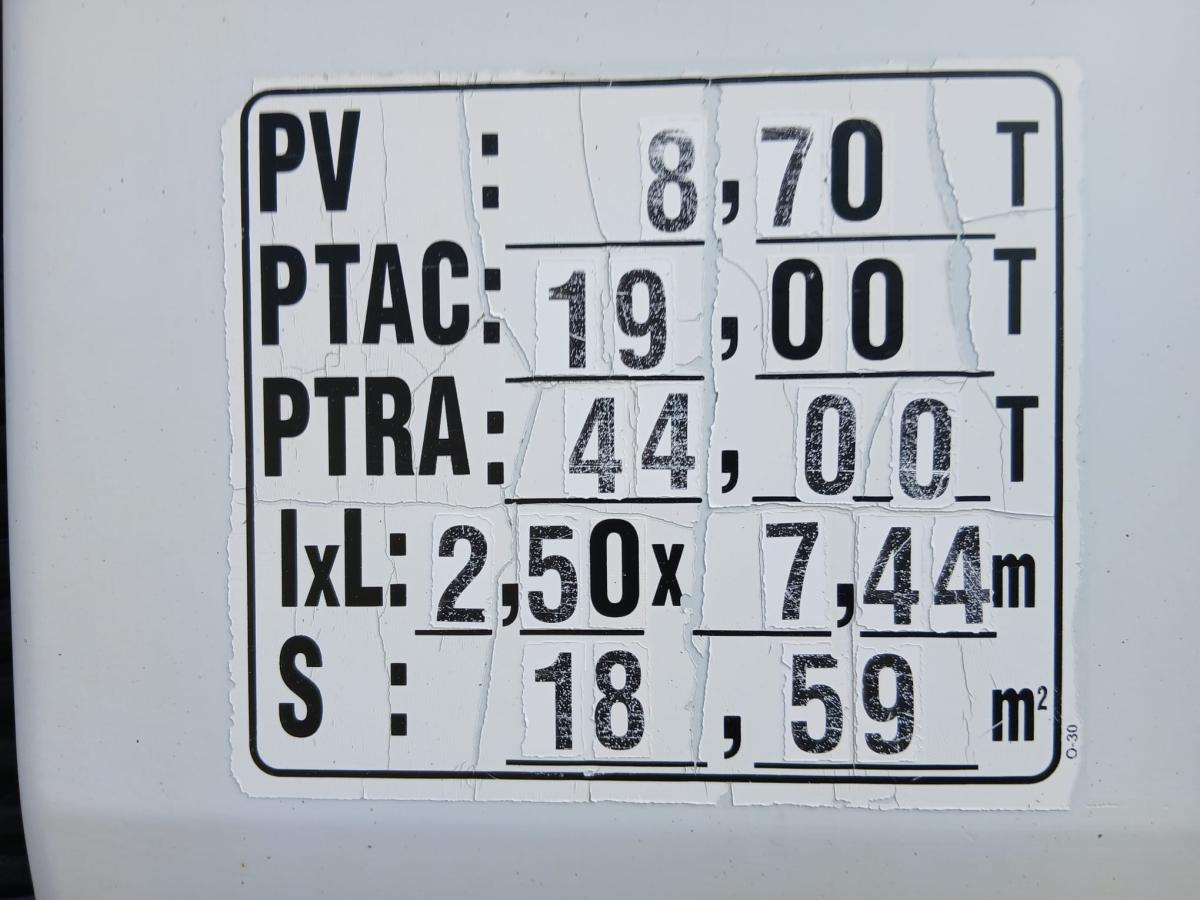 PV : 8,70 T
PTAC: 19,00 T
PTRA: 44,00 T
lxL: 2,50x 7,44m
S : 18,59 m²
O-30